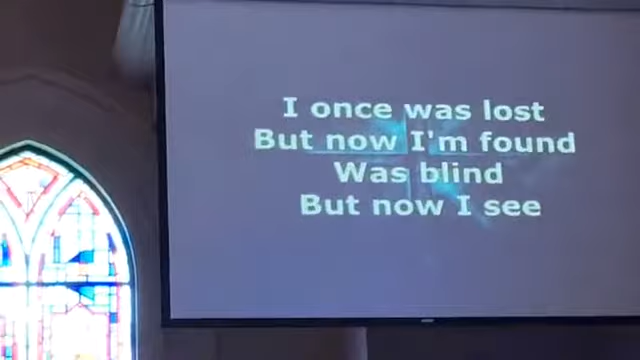 I once was lost
But now I'm found
Was blind
But now I see